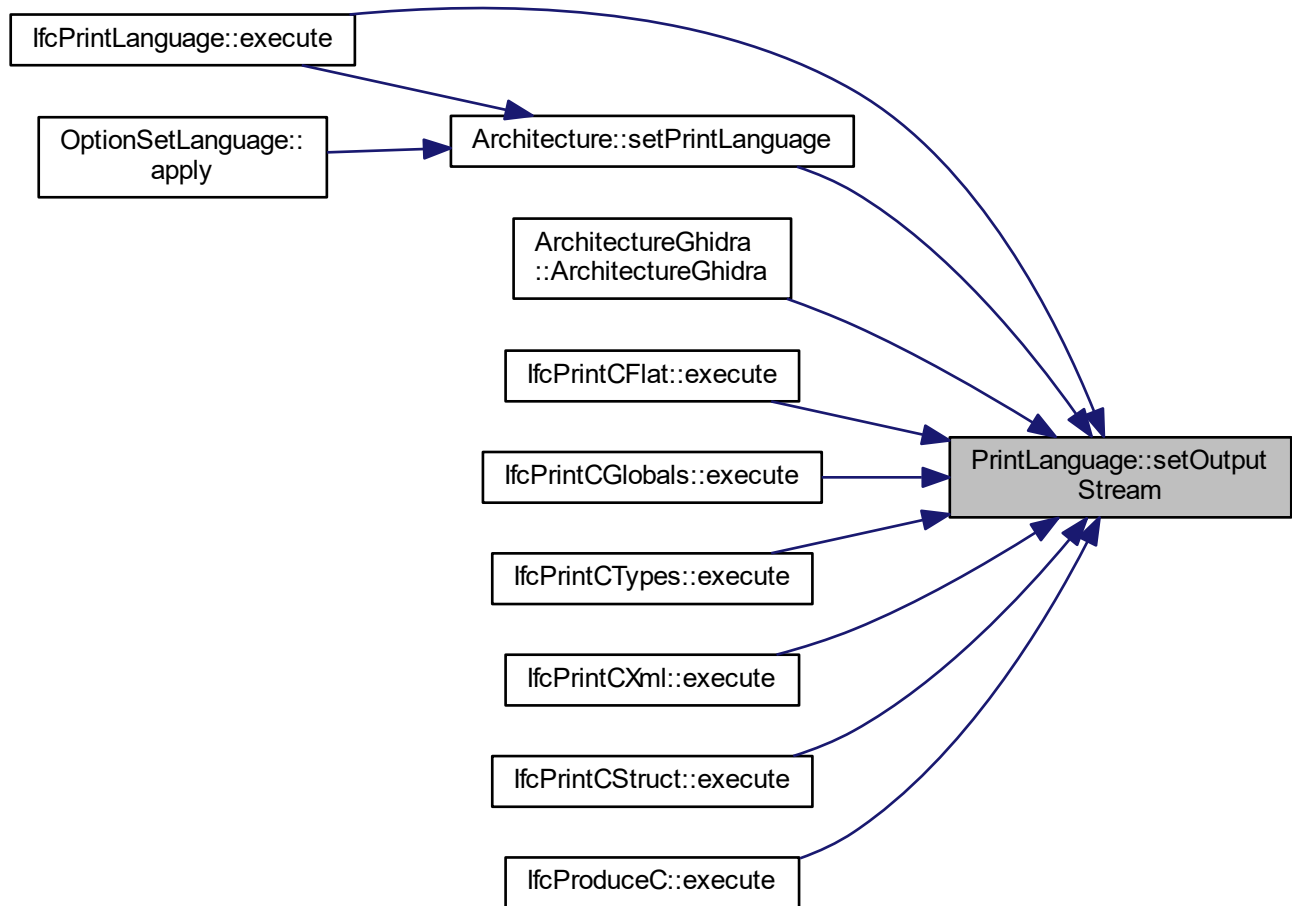 IfcPrintLanguage::execute
OptionSetLanguage::
apply
Architecture::setPrintLanguage
ArchitectureGhidra
::ArchitectureGhidra
IfcPrintCFlat::execute
IfcPrintCGlobals::execute
PrintLanguage::setOutput
Stream
IfcPrintCTypes::execute
IfcPrintCXml::execute
IfcPrintCStruct::execute
IfcProduceC::execute